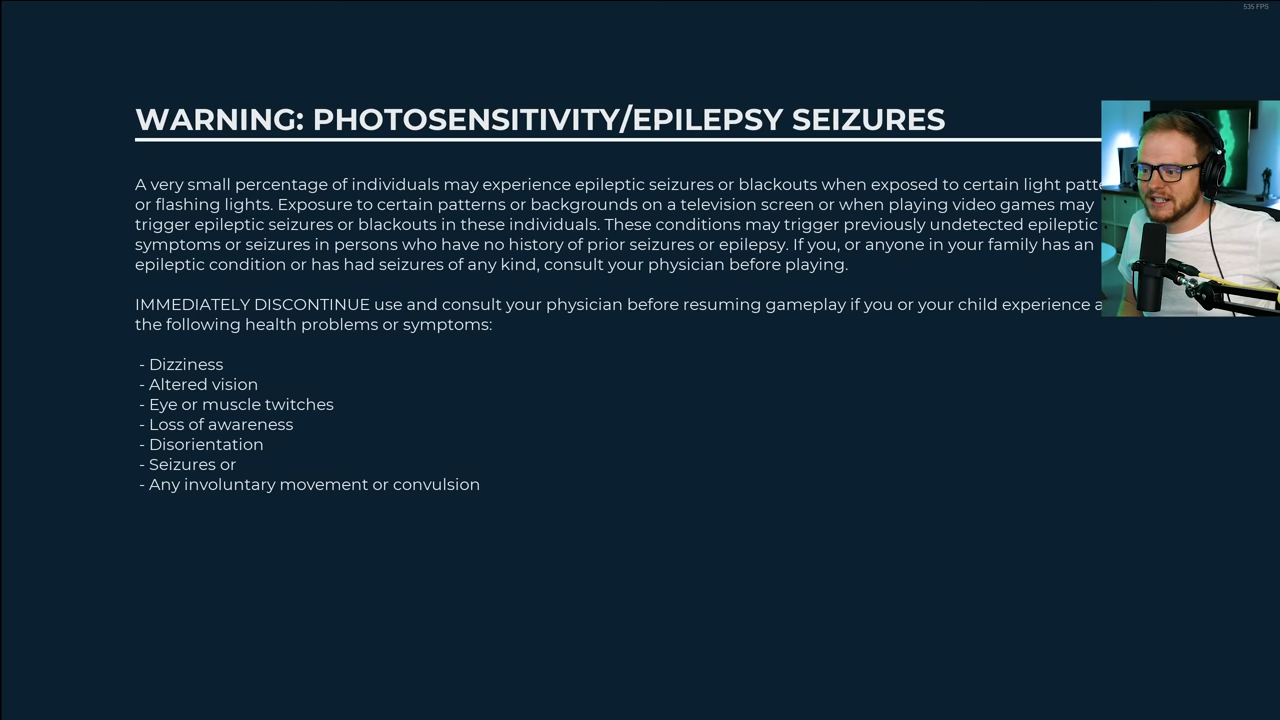 535 FPS
WARNING: PHOTOSENSITIVITY/EPILEPSY SEIZURES
A very small percentage of individuals may experience epileptic seizures or blackouts when exposed to certain light
or flashing lights. Exposure to certain patterns or backgrounds on a television screen or when playing video games may
trigger epileptic seizures or blackouts in these individuals. These conditions may trigger previously undetected epileptic
symptoms or seizures in persons who have no history of prior seizures or epilepsy. If you, or anyone in your family has an
epileptic condition or has had seizures of any kind, consult your physician before playing.
IMMEDIATELY DISCONTINUE use and consult your physician before resuming gameplay if you or your child experience
the following health problems or symptoms:
- Dizziness
- Altered vision
- Eye or muscle twitches
- Loss of awareness
- Disorientation
- Seizures or
- Any involuntary movement or convulsion